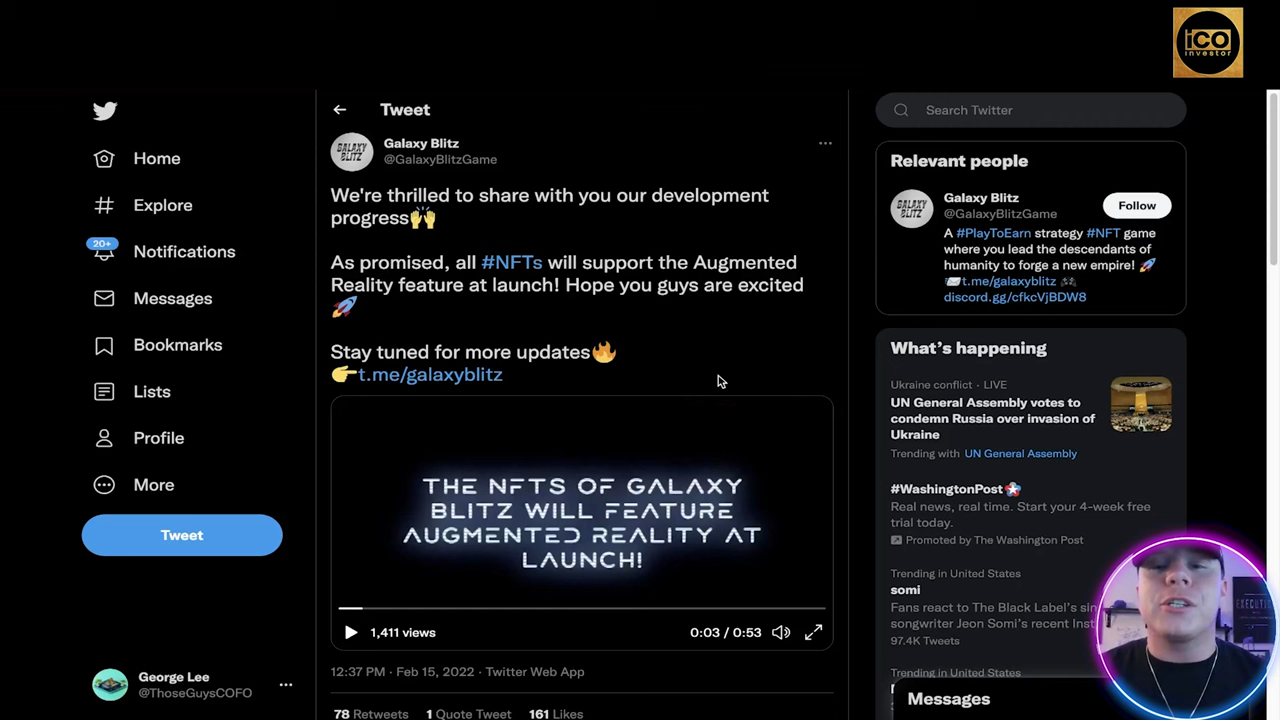 iCO
investor
Home
Explore
20+
Notifications
Messages
Bookmarks
Lists
Profile
More
Tweet
George Lee
@ThoseGuysCOFO
Tweet
GALAXY
BLITZ
Galaxy Blitz
@GalaxyBlitzGame
We're thrilled to share with you our development
progress🙌
As promised, all #NFTs will support the Augmented
Reality feature at launch! Hope you guys are excited
🚀
Stay tuned for more updates🔥
👉t.me/galaxyblitz
THE NFTS OF GALAXY
BLITZ WILL FEATURE
AUGMENTED REALITY AT
LAUNCH!
1,411 views
0:03 / 0:53
12:37 PM · Feb 15, 2022 · Twitter Web App
78 Retweets 1 Quote Tweet 161 Likes
Search Twitter
Relevant people
GALAXY
BLITZ
Galaxy Blitz
@GalaxyBlitzGame
Follow
A #PlayToEarn strategy #NFT game
where you lead the descendants of
humanity to forge a new empire! 🚀
📨t.me/galaxyblitz 🎮
discord.gg/cfkcVjBDW8
What's happening
Ukraine conflict · LIVE
UN General Assembly votes to
condemn Russia over invasion of
Ukraine
Trending with UN General Assembly
#WashingtonPost
Real news, real time. Start your 4-week free
trial today.
Promoted by The Washington Post
Trending in United States
somi
Fans react to The Black Label's
songwriter Jeon Somi's recent
97.4K Tweets
Trending in United States
Messages